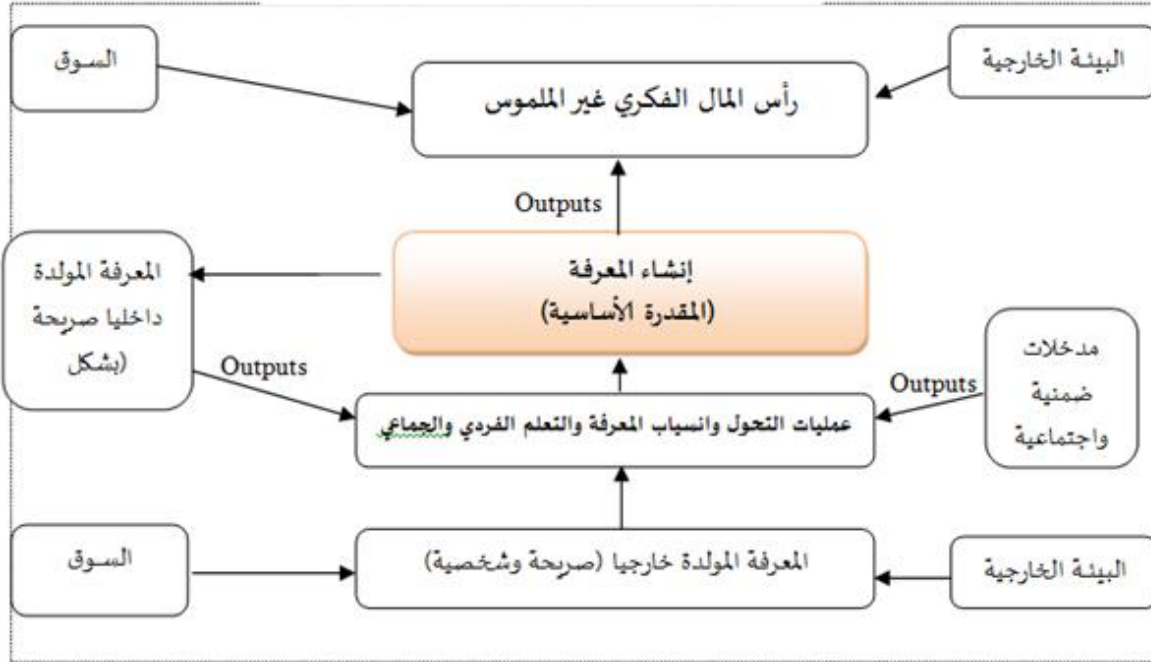 السوق
البيئة الخارجية
رأس المال الفكري غير الملموس
Outputs
إنشاء المعرفة
(المقدرة الأساسية)
المعرفة المولدة
داخليا صريحة
(بشكل
Outputs
مدخلات
ضمنية
واجتماعية
Outputs
عمليات التحول وانسياب المعرفة والتعلم الفردي والجماعي
السوق
المعرفة المولدة خارجيا (صريحة وشخصية)
البيئة الخارجية